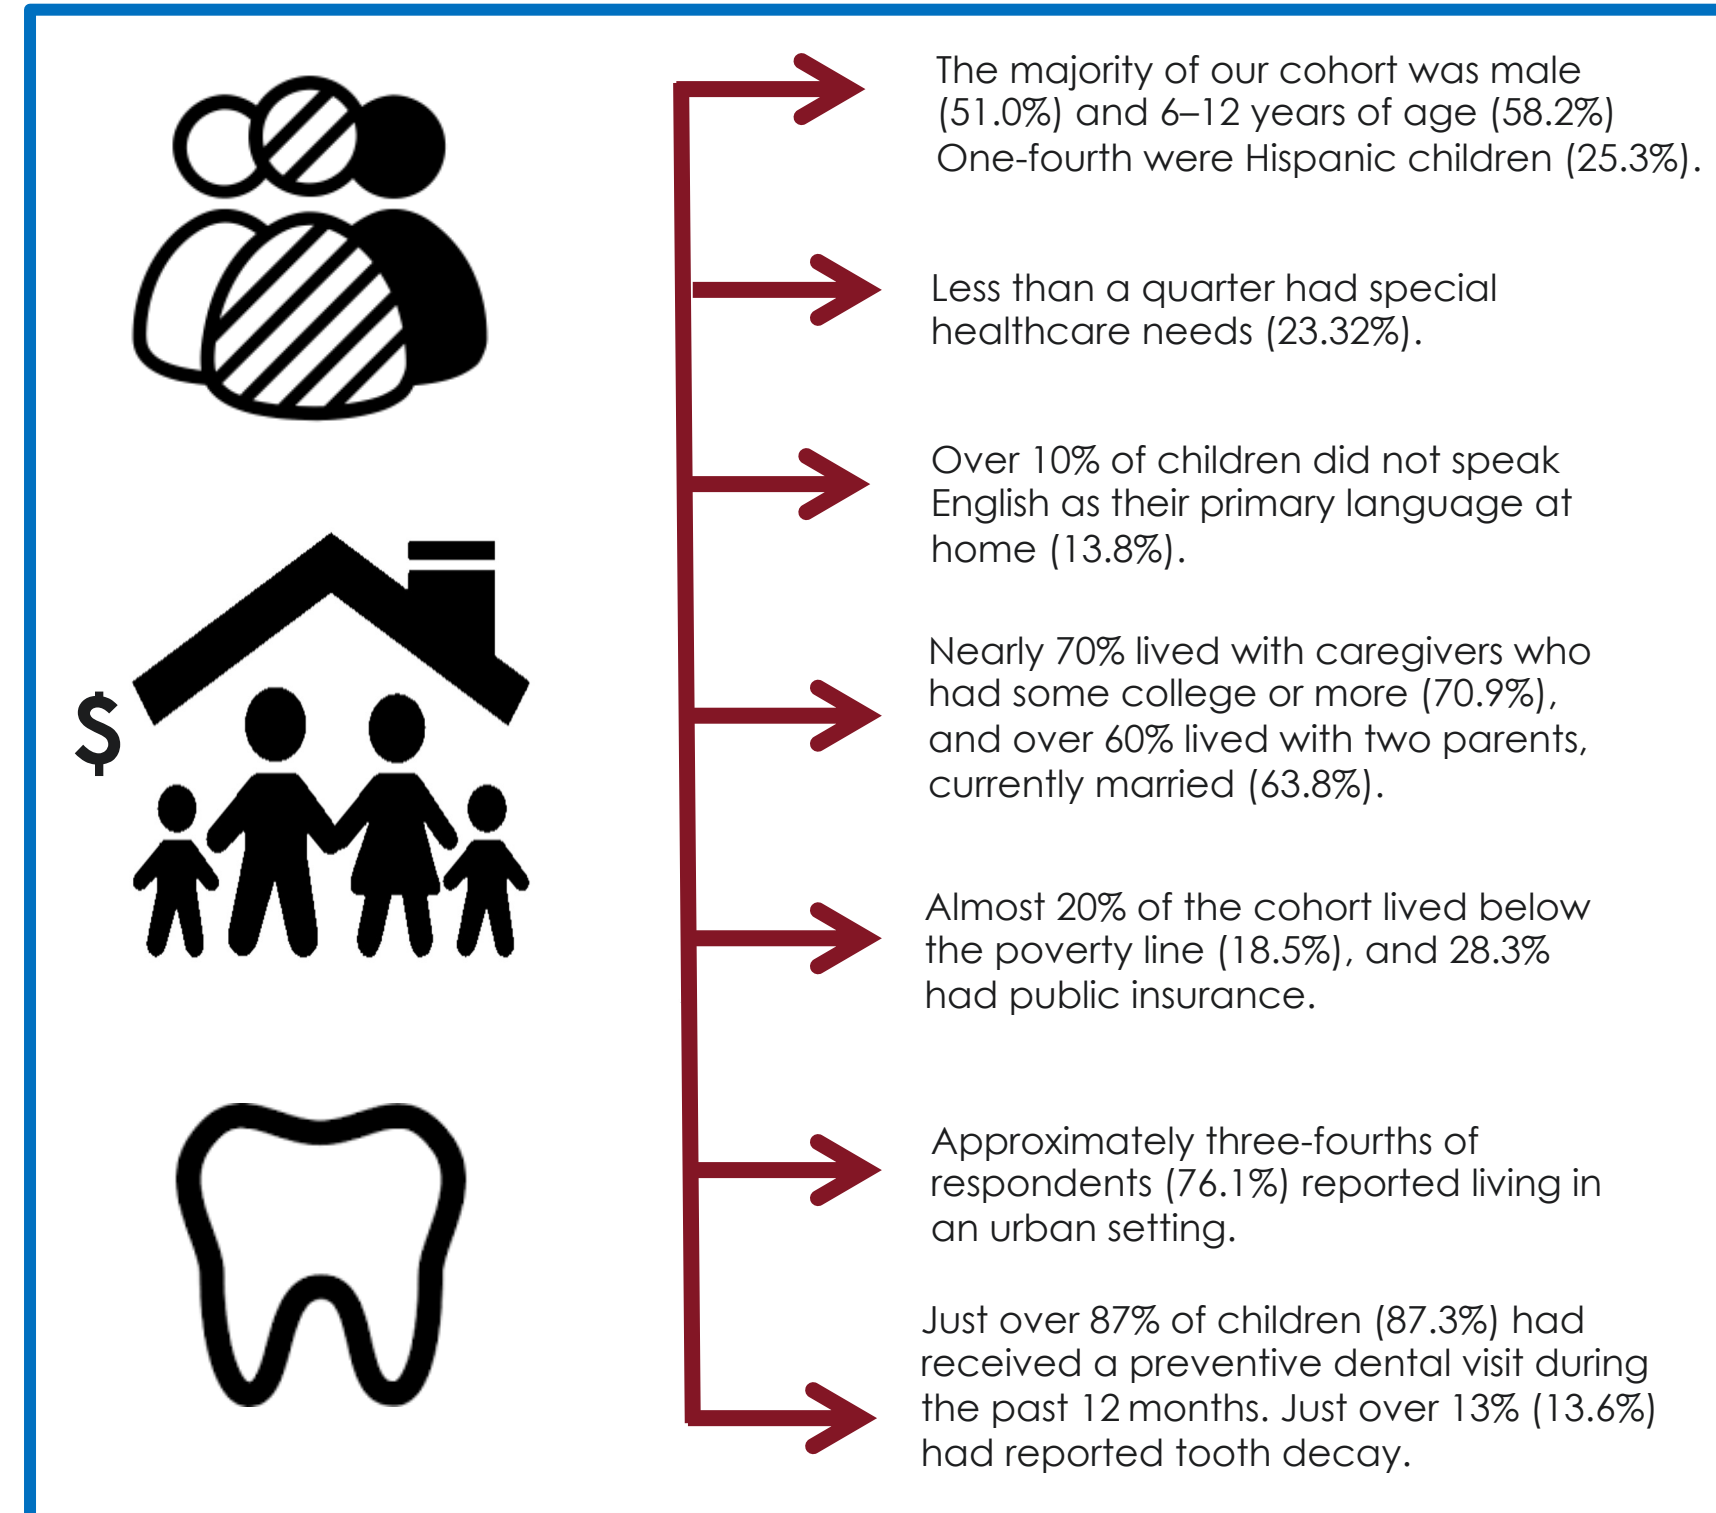 The majority of our cohort was male
(51.0%) and 6–12 years of age (58.2%)
One-fourth were Hispanic children (25.3%).
Less than a quarter had special
healthcare needs (23.32%).
Over 10% of children did not speak
English as their primary language at
home (13.8%).
Nearly 70% lived with caregivers who
had some college or more (70.9%),
and over 60% lived with two parents,
currently married (63.8%).
$
Almost 20% of the cohort lived below
the poverty line (18.5%), and 28.3%
had public insurance.
Approximately three-fourths of
respondents (76.1%) reported living in
an urban setting.
Just over 87% of children (87.3%) had
received a preventive dental visit during
the past 12 months. Just over 13% (13.6%)
had reported tooth decay.